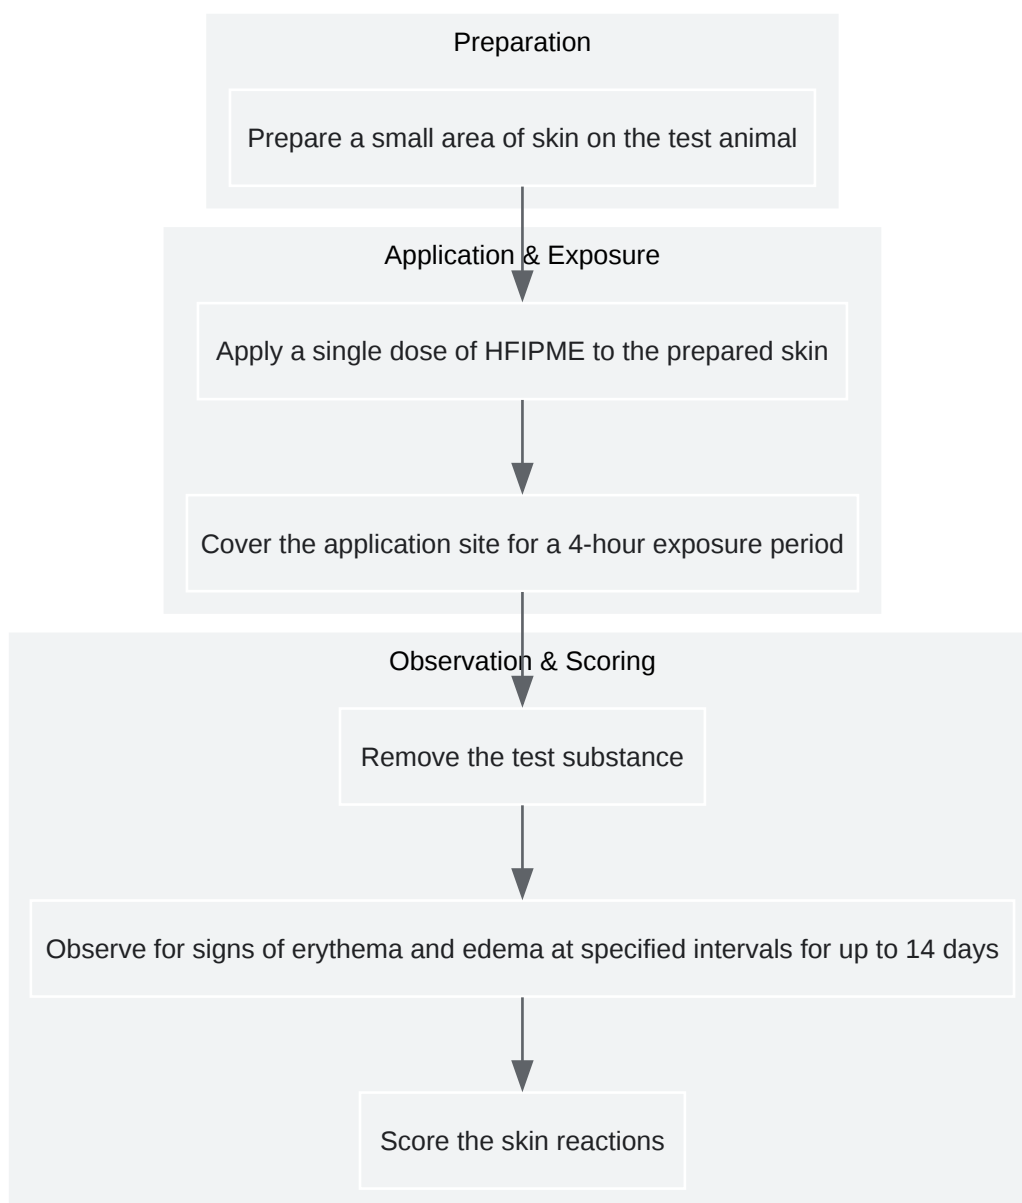 Preparation
Prepare a small area of skin on the test animal
Application & Exposure
Apply a single dose of HFIPME to the prepared skin
Cover the application site for a 4-hour exposure period
Observation & Scoring
Remove the test substance
Observe for signs of erythema and edema at specified intervals for up to 14 days
Score the skin reactions